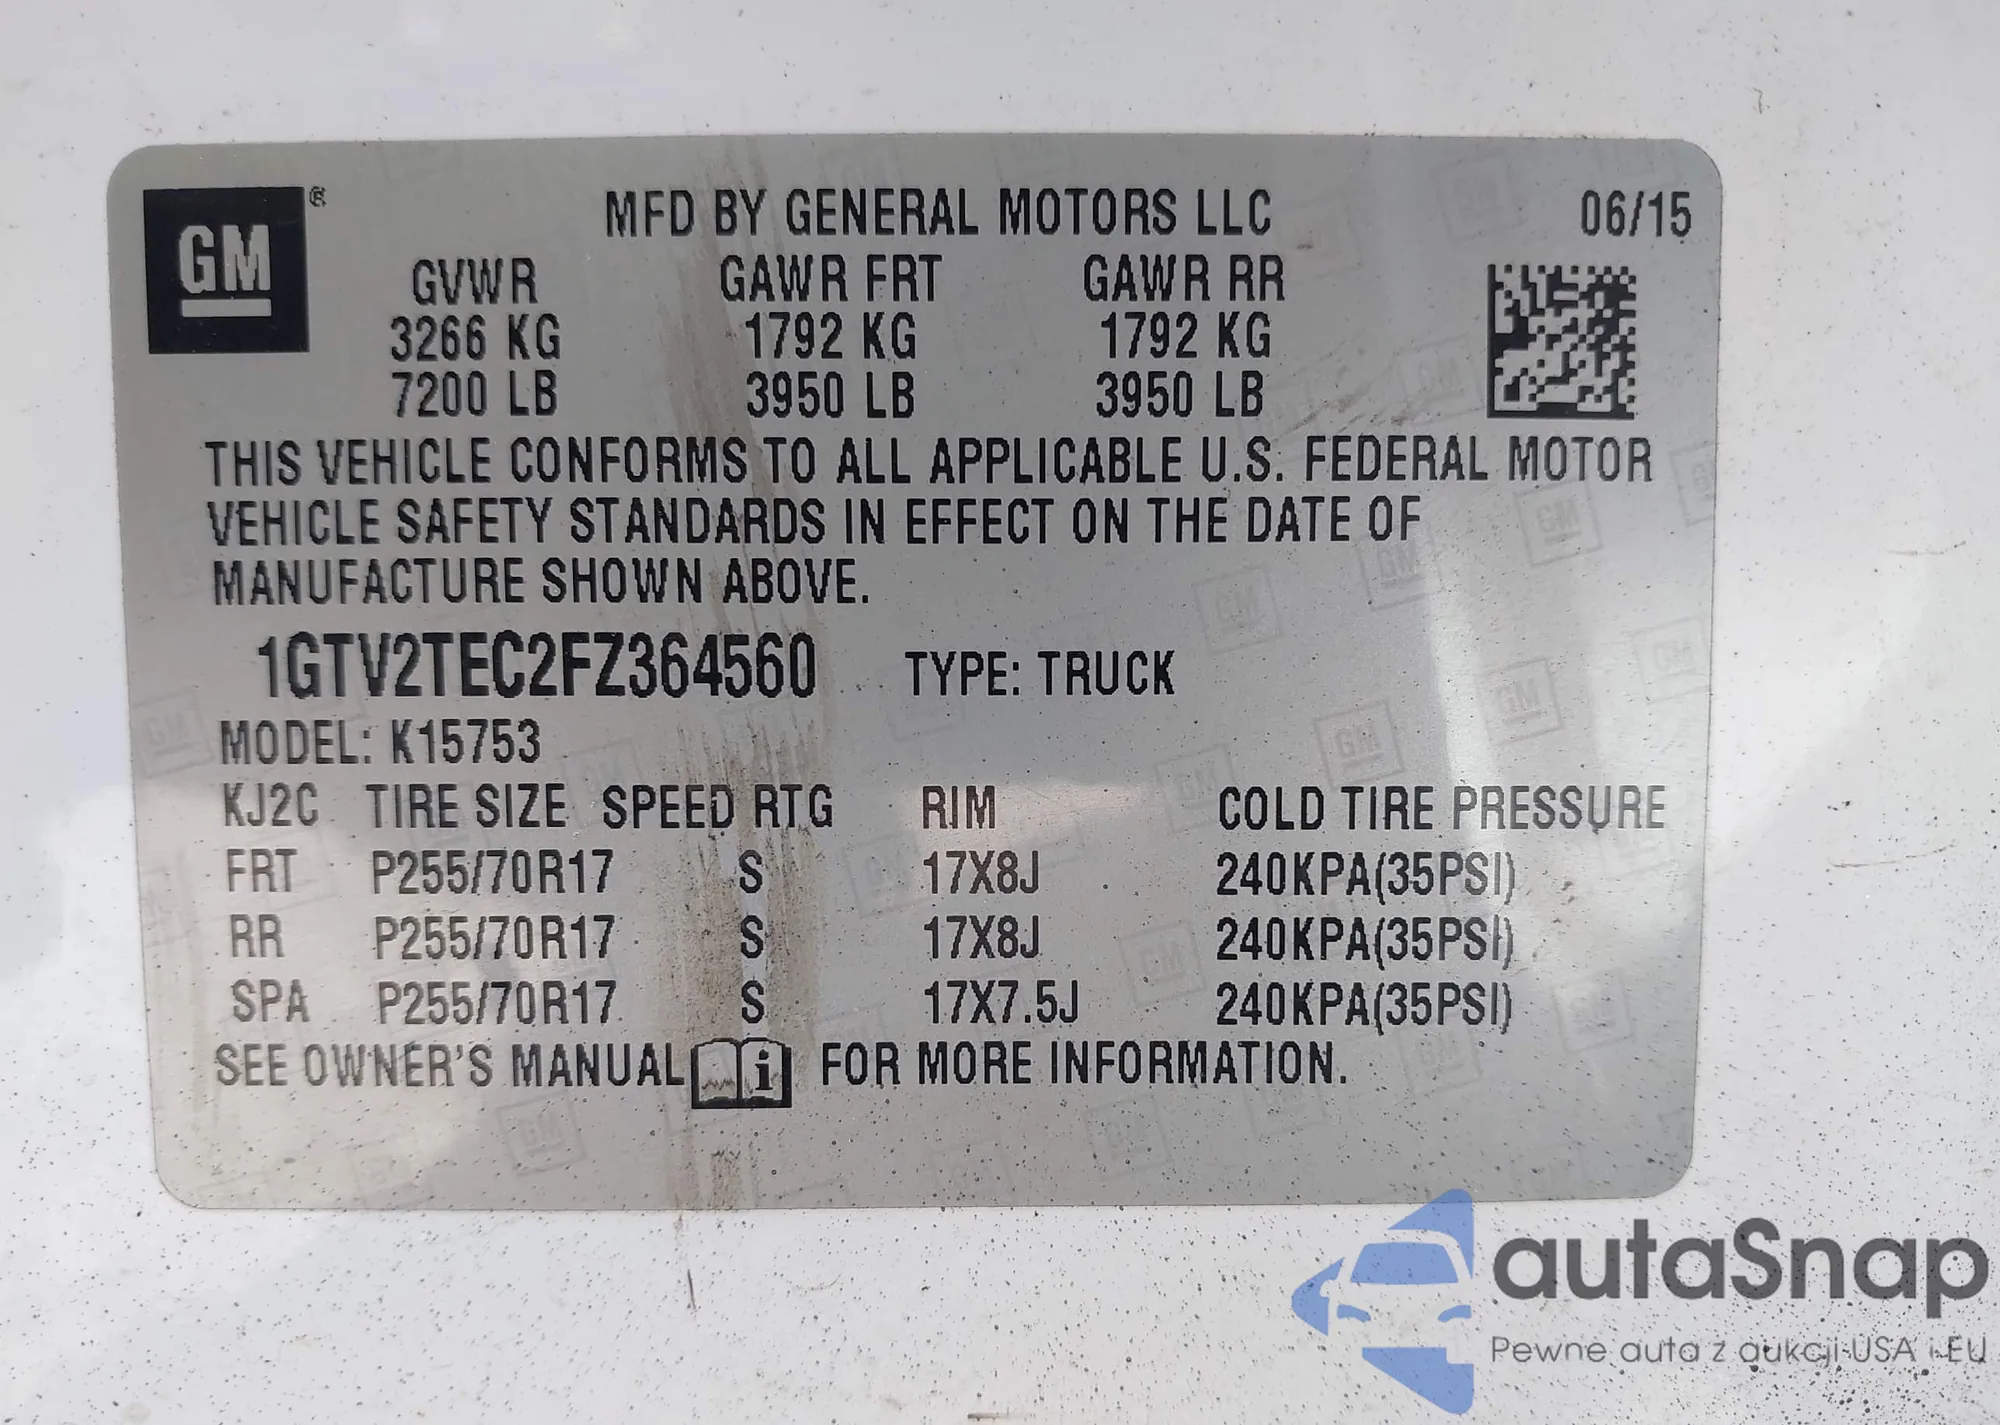 GM ®
MFD BY GENERAL MOTORS LLC 06/15
GVWR GAWR FRT GAWR RR
3266 KG 1792 KG 1792 KG
7200 LB 3950 LB 3950 LB
THIS VEHICLE CONFORMS TO ALL APPLICABLE U.S. FEDERAL MOTOR
VEHICLE SAFETY STANDARDS IN EFFECT ON THE DATE OF
MANUFACTURE SHOWN ABOVE.
1GTV2TEC2FZ364560 TYPE: TRUCK
MODEL: K15753
KJ2C TIRE SIZE SPEED RTG RIM COLD TIRE PRESSURE
FRT P255/70R17 S 17X8J 240KPA(35PSI)
RR P255/70R17 S 17X8J 240KPA(35PSI)
SPA P255/70R17 S 17X7.5J 240KPA(35PSI)
SEE OWNER'S MANUAL i FOR MORE INFORMATION.
autaSnap
Pewne auta z aukcji USA i EU